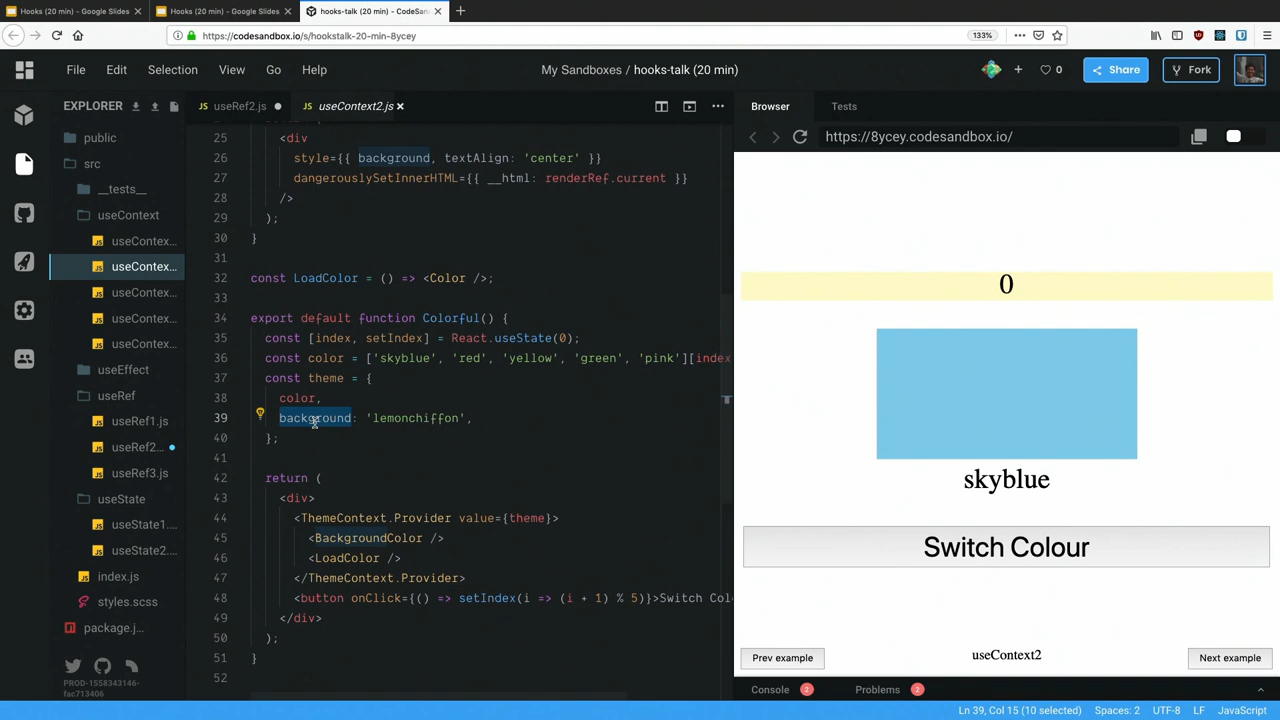 Hooks (20 min) - Google Slides
Hooks (20 min) - Google Slides
hooks-talk (20 min) - CodeSan
https://codesandbox.io/s/hookstalk-20-min-8ycey
133%
File Edit Selection View Go Help
My Sandboxes / hooks-talk (20 min)
0
Share
Fork
EXPLORER
useRef2.js
useContext2.js
Browser
Tests
https://8ycey.codesandbox.io/
public
src
__tests__
useContext
useContex...
useContex...
useContex...
useContex...
useContex...
useEffect
useRef
useRef1.js
useRef2...
useRef3.js
useState
useState1....
useState2....
index.js
styles.scss
package.j...
PROD-1558343146-
fac713406
25 <div
26 style={{ background, textAlign: 'center' }}
27 dangerouslySetInnerHTML={{ __html: renderRef.current }}
28 />
29 );
30 }
31
32 const LoadColor = () => <Color />;
33
34 export default function Colorful() {
35 const [index, setIndex] = React.useState(0);
36 const color = ['skyblue', 'red', 'yellow', 'green', 'pink'][index
37 const theme = {
38 color,
39 background: 'lemonchiffon',
40 };
41
42 return (
43 <div>
44 <ThemeContext.Provider value={theme}>
45 <BackgroundColor />
46 <LoadColor />
47 </ThemeContext.Provider>
48 <button onClick={() => setIndex(i => (i + 1) % 5)}>Switch Col
49 </div>
50 );
51 }
52
0
skyblue
Switch Colour
Prev example
useContext2
Next example
Console 2
Problems 2
Ln 39, Col 15 (10 selected) Spaces: 2 UTF-8 LF JavaScript